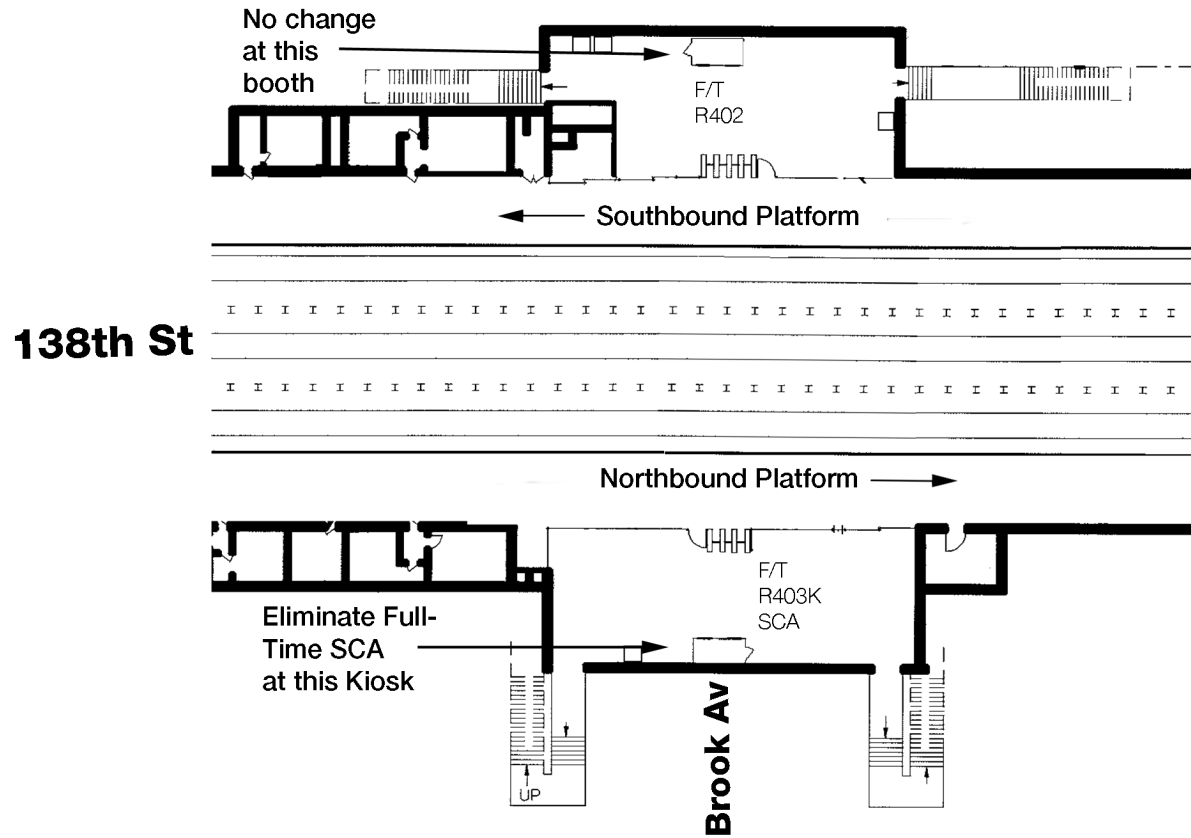 No change
at this
booth
F/T
R402
Southbound Platform
138th St
Northbound Platform
F/T
R403K
SCA
Eliminate Full-
Time SCA
at this Kiosk
Brook Av
UP